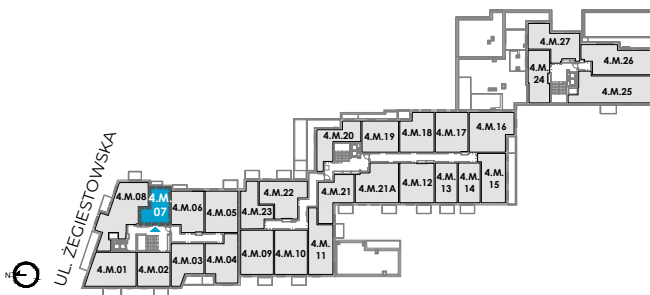 4.M.27
4.M.26
4.M.
24
4.M.25
4.M.20
4.M.19
4.M.18
4.M.17
4.M.16
4.M.08
4.M.
07
4.M.06
4.M.05
4.M.23
4.M.22
4.M.21
4.M.21A
4.M.12
4.M.
13
4.M.
14
4.M.
15
4.M.01
4.M.02
4.M.03
4.M.04
4.M.09
4.M.10
4.M.
11
UL. ŻEGIESTOWSKA
N